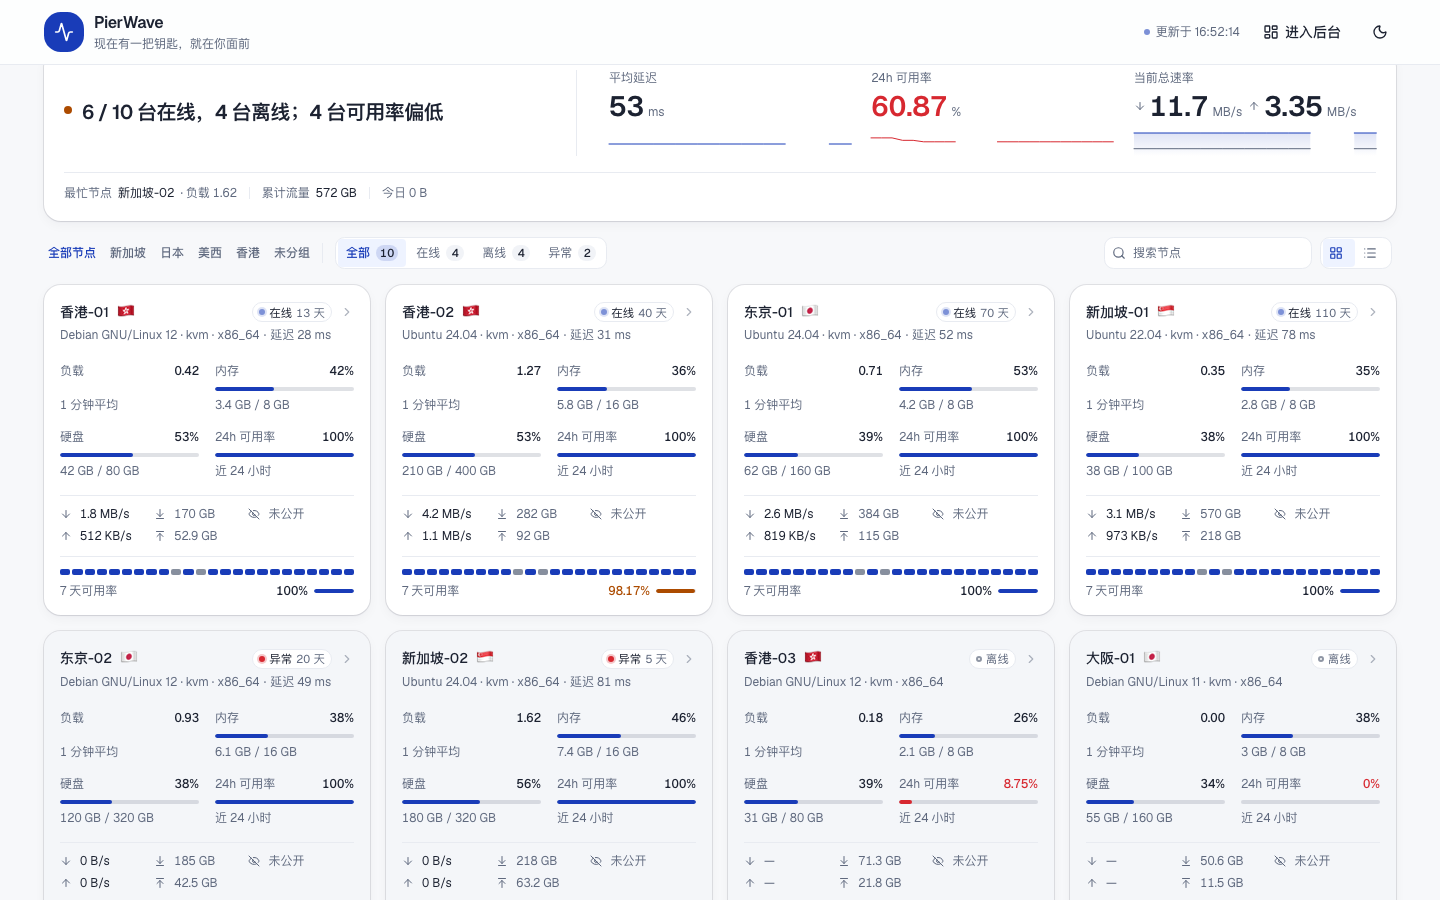 PierWave
现在有一把钥匙，就在你面前
更新于 16:52:14
进入后台
6 / 10 台在线，4 台离线；4 台可用率偏低
平均延迟
53 ms
24h 可用率
60.87 %
当前总速率
11.7 MB/s 3.35 MB/s
最忙节点 新加坡-02 · 负载 1.62 累计流量 572 GB 今日 0 B
全部节点 新加坡 日本 美西 香港 未分组 全部 10 在线 4 离线 4 异常 2
搜索节点
香港-01 在线 13 天
Debian GNU/Linux 12 · kvm · x86_64 · 延迟 28 ms
负载 0.42 内存 42%
1 分钟平均 3.4 GB / 8 GB
硬盘 53% 24h 可用率 100%
42 GB / 80 GB 近 24 小时
1.8 MB/s 170 GB 未公开
512 KB/s 52.9 GB
7 天可用率 100%
香港-02 在线 40 天
Ubuntu 24.04 · kvm · x86_64 · 延迟 31 ms
负载 1.27 内存 36%
1 分钟平均 5.8 GB / 16 GB
硬盘 53% 24h 可用率 100%
210 GB / 400 GB 近 24 小时
4.2 MB/s 282 GB 未公开
1.1 MB/s 92 GB
7 天可用率 98.17%
东京-01 在线 70 天
Ubuntu 24.04 · kvm · x86_64 · 延迟 52 ms
负载 0.71 内存 53%
1 分钟平均 4.2 GB / 8 GB
硬盘 39% 24h 可用率 100%
62 GB / 160 GB 近 24 小时
2.6 MB/s 384 GB 未公开
819 KB/s 115 GB
7 天可用率 100%
新加坡-01 在线 110 天
Ubuntu 22.04 · kvm · x86_64 · 延迟 78 ms
负载 0.35 内存 35%
1 分钟平均 2.8 GB / 8 GB
硬盘 38% 24h 可用率 100%
38 GB / 100 GB 近 24 小时
3.1 MB/s 570 GB 未公开
973 KB/s 218 GB
7 天可用率 100%
东京-02 异常 20 天
Debian GNU/Linux 12 · kvm · x86_64 · 延迟 49 ms
负载 0.93 内存 38%
1 分钟平均 6.1 GB / 16 GB
硬盘 38% 24h 可用率 100%
120 GB / 320 GB 近 24 小时
0 B/s 185 GB 未公开
0 B/s 42.5 GB
新加坡-02 异常 5 天
Ubuntu 24.04 · kvm · x86_64 · 延迟 81 ms
负载 1.62 内存 46%
1 分钟平均 7.4 GB / 16 GB
硬盘 56% 24h 可用率 100%
180 GB / 320 GB 近 24 小时
0 B/s 218 GB 未公开
0 B/s 63.2 GB
香港-03 离线
Debian GNU/Linux 12 · kvm · x86_64
负载 0.18 内存 26%
1 分钟平均 2.1 GB / 8 GB
硬盘 39% 24h 可用率 8.75%
31 GB / 80 GB 近 24 小时
— 71.3 GB 未公开
— 21.8 GB
大阪-01 离线
Debian GNU/Linux 11 · kvm · x86_64
负载 0.00 内存 38%
1 分钟平均 3 GB / 8 GB
硬盘 34% 24h 可用率 0%
55 GB / 160 GB 近 24 小时
— 50.6 GB 未公开
— 11.5 GB